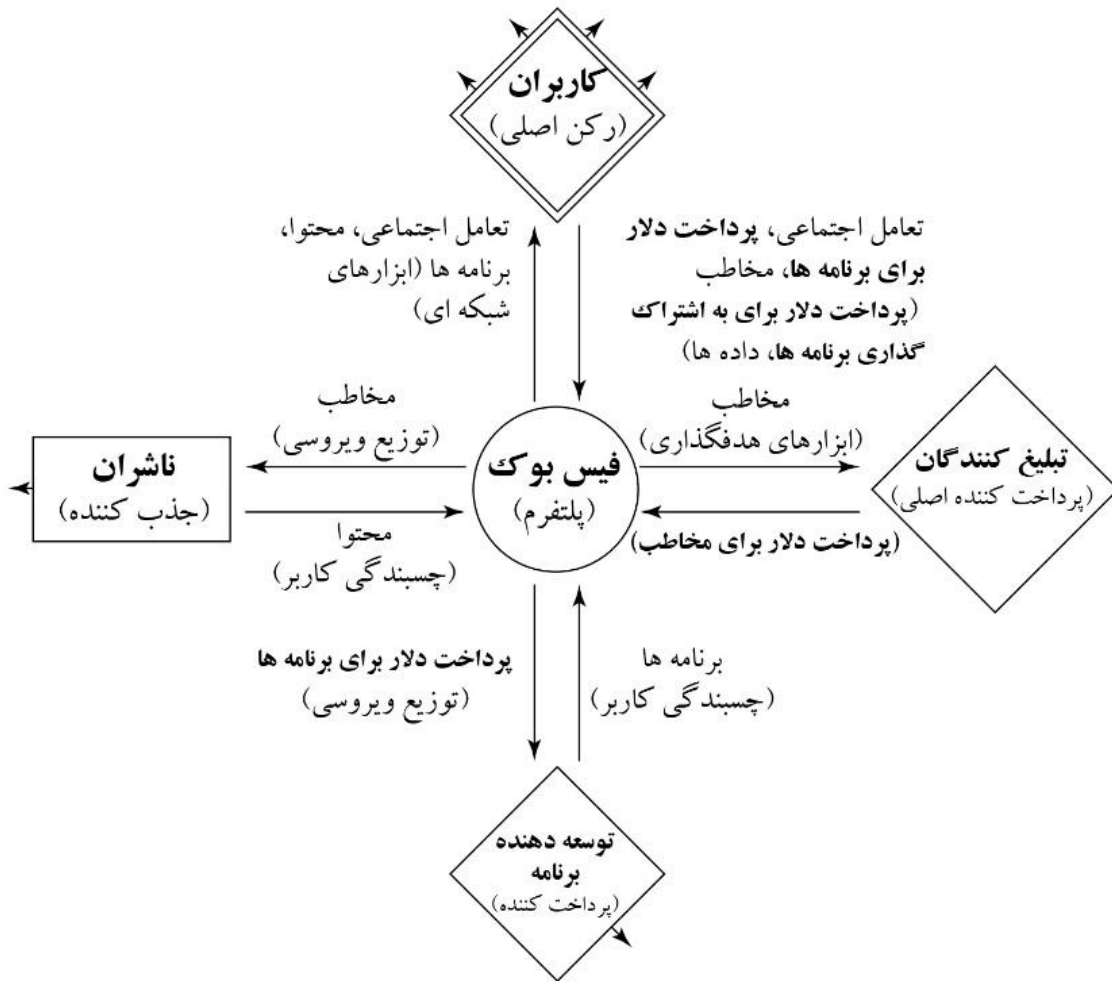 کاربران
(رکن اصلی)
تعامل اجتماعی، پرداخت دلار
برای برنامه ها، مخاطب
(پرداخت دلار برای به اشتراک
گذاری برنامه ها، داده ها)
تعامل اجتماعی، محتوا،
برنامه ها (ابزارهای
شبکه ای)
تبلیغ کنندگان
(پرداخت کننده اصلی)
مخاطب
(ابزارهای هدفگذاری)
(پرداخت دلار برای مخاطب)
فیس بوک
(پلتفرم)
مخاطب
(توزیع ویروسی)
محتوا
(چسبندگی کاربر)
ناشران
(جذب کننده)
برنامه ها
(چسبندگی کاربر)
پرداخت دلار برای برنامه ها
(توزیع ویروسی)
توسعه دهنده
برنامه
(پرداخت کننده)